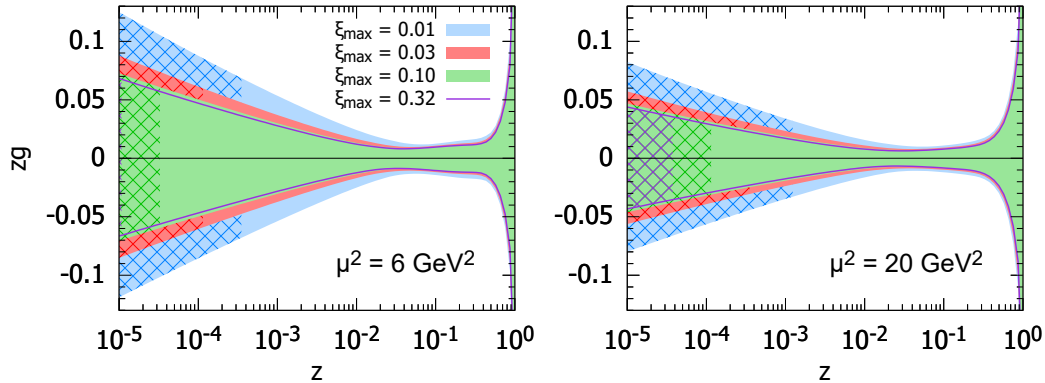 ξmax = 0.01
ξmax = 0.03
ξmax = 0.10
ξmax = 0.32
0.1
0.05
0
-0.05
-0.1
zg
μ² = 6 GeV²
10⁻⁵ 10⁻⁴ 10⁻³ 10⁻² 10⁻¹ 10⁰
z
0.1
0.05
0
-0.05
-0.1
μ² = 20 GeV²
10⁻⁵ 10⁻⁴ 10⁻³ 10⁻² 10⁻¹ 10⁰
z